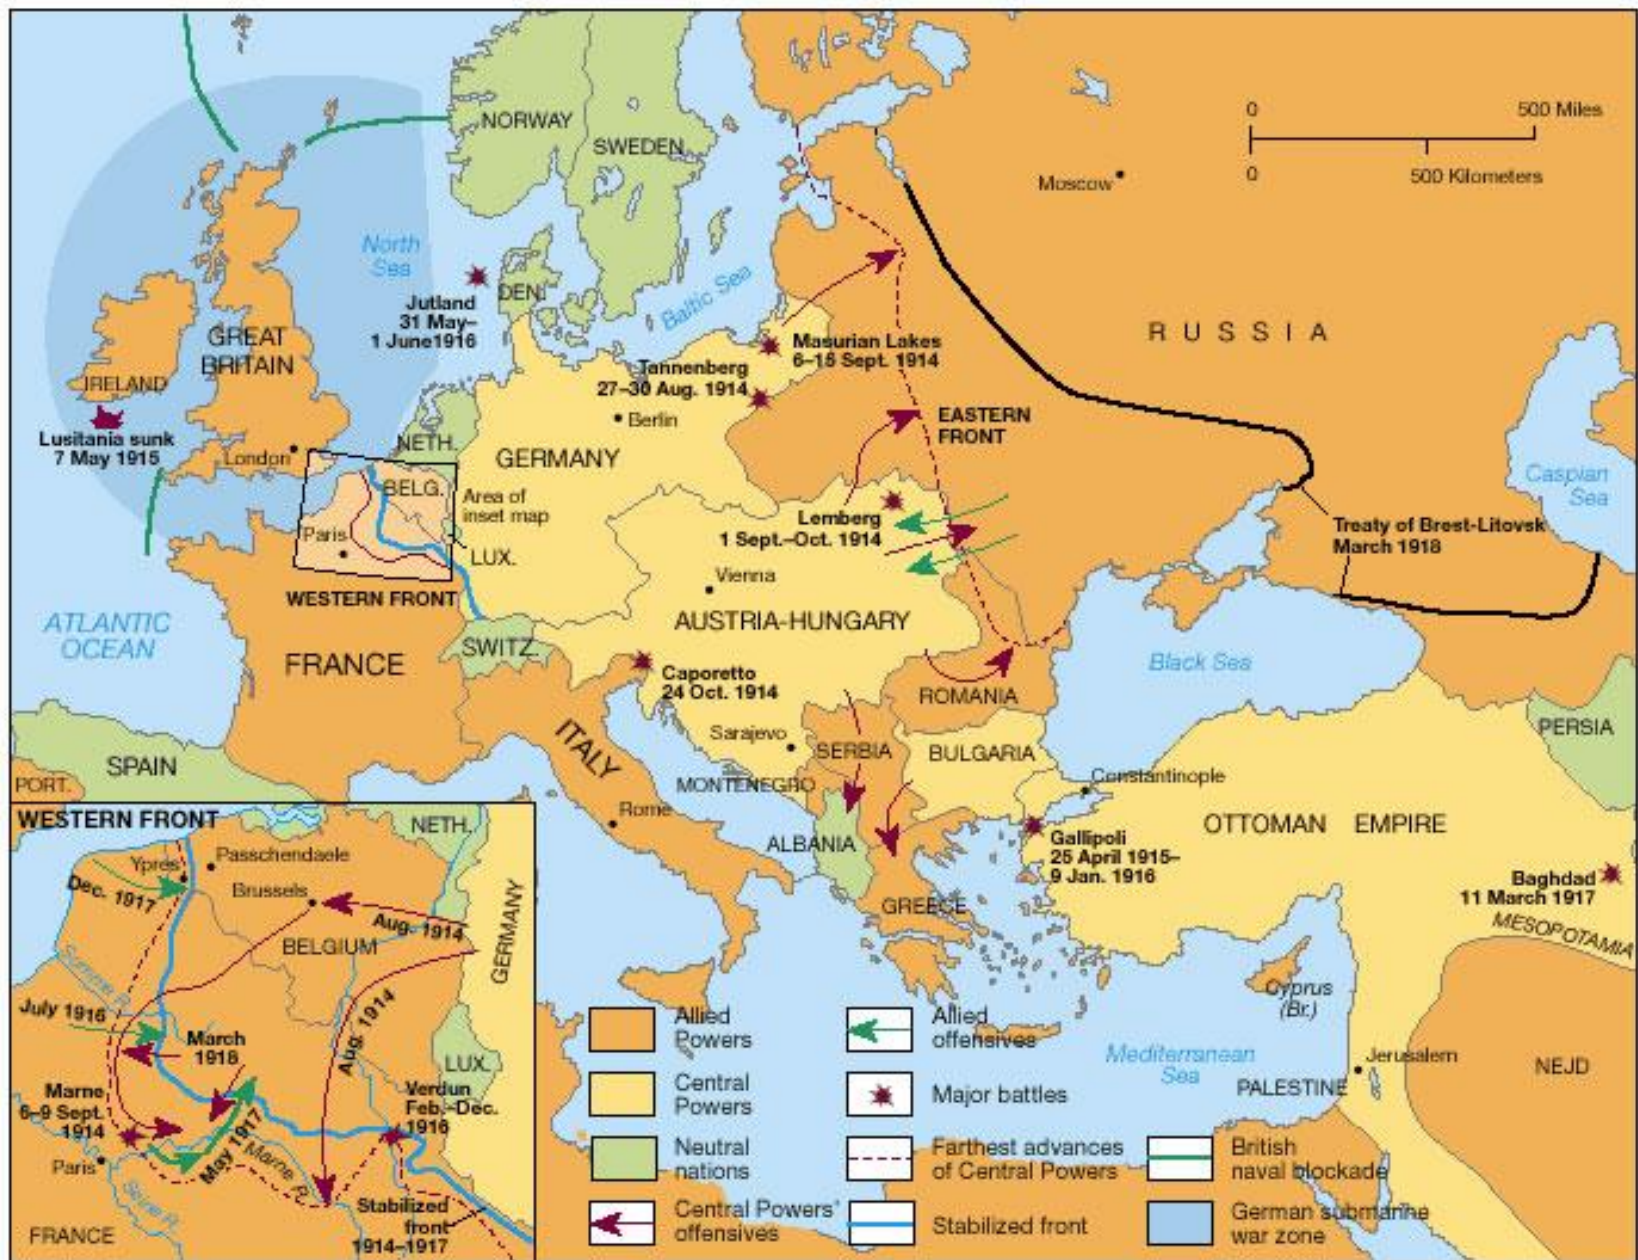 NORWAY
SWEDEN
0
500 Miles
0
500 Kilometers
Moscow
North
Sea
Jutland
31 May–
1 June1916
DEN.
Baltic Sea
GREAT
BRITAIN
IRELAND
RUSSIA
Masurian Lakes
6–15 Sept. 1914
Tannenberg
27–30 Aug. 1914
Berlin
EASTERN
FRONT
Lusitania sunk
7 May 1915
London
NETH.
GERMANY
BELG.
Area of
inset map
Paris
LUX.
WESTERN FRONT
Lemberg
1 Sept.–Oct. 1914
Vienna
Caspian
Sea
Treaty of Brest-Litovsk
March 1918
ATLANTIC
OCEAN
FRANCE
SWITZ.
AUSTRIA-HUNGARY
Caporetto
24 Oct. 1914
ROMANIA
Black Sea
Sarajevo
SERBIA
BULGARIA
PERSIA
SPAIN
PORT.
ITALY
MONTENEGRO
Constantinople
Rome
ALBANIA
OTTOMAN EMPIRE
Gallipoli
25 April 1915–
9 Jan. 1916
Baghdad
11 March 1917
MESOPOTAMIA
GREECE
Cyprus
(Br.)
Mediterranean
Sea
Jerusalem
PALESTINE
NEJD
WESTERN FRONT
NETH.
Ypres
Passchendaele
Dec. 1917
Brussels
Aug. 1914
BELGIUM
GERMANY
Somme R.
July 1916
March
1918
Aug. 1914
LUX.
Marne
6–9 Sept.
1914
Verdun
Feb.–Dec.
1916
May 1917
Marne R.
Paris
Seine R.
Stabilized
front
1914–1917
FRANCE
Allied
Powers
Central
Powers
Neutral
nations
Central Powers'
offensives
Allied
offensives
Major battles
Farthest advances
of Central Powers
Stabilized front
British
naval blockade
German submarine
war zone